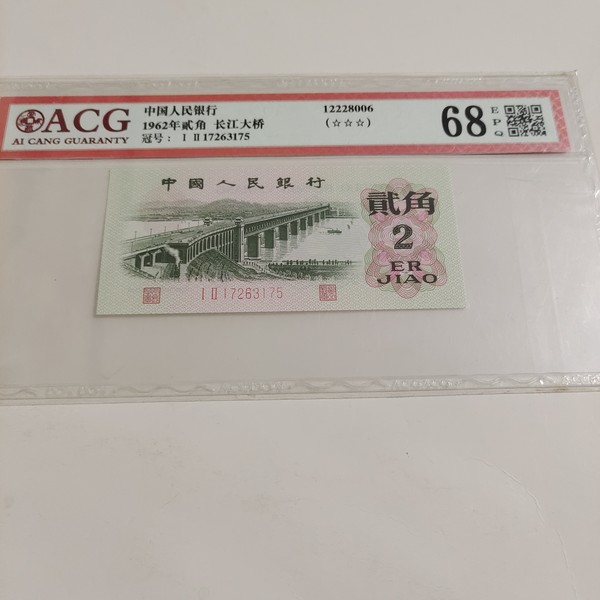 ACG
AI CANG GUARANTY
中国人民银行
1962年贰角 长江大桥
冠号: I II 17263175
12228006
(☆☆☆)
68 EPQ
中國人民銀行
貳角
2
ER
JIAO
I II 17263175